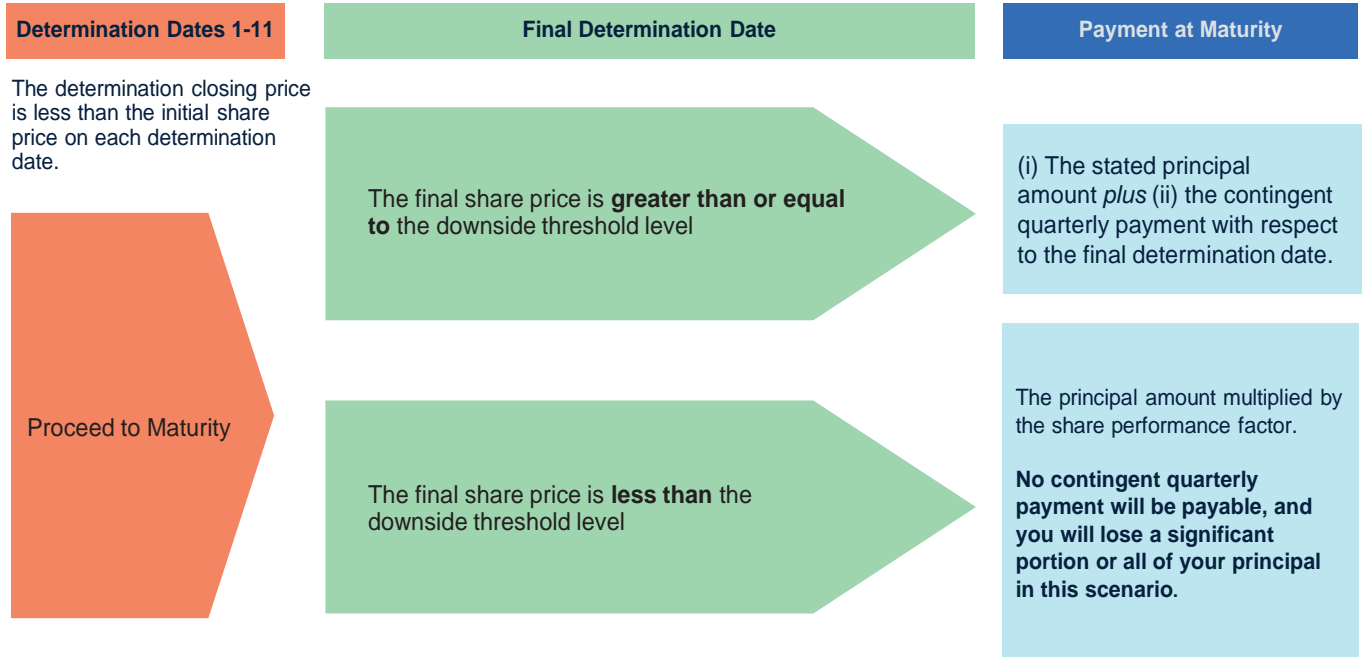 Determination Dates 1-11
Final Determination Date
Payment at Maturity
The determination closing price
is less than the initial share
price on each determination
date.
Proceed to Maturity
The final share price is greater than or equal
to the downside threshold level
(i) The stated principal
amount plus (ii) the contingent
quarterly payment with respect
to the final determination date.
The final share price is less than the
downside threshold level
The principal amount multiplied by
the share performance factor.
No contingent quarterly
payment will be payable, and
you will lose a significant
portion or all of your principal
in this scenario.